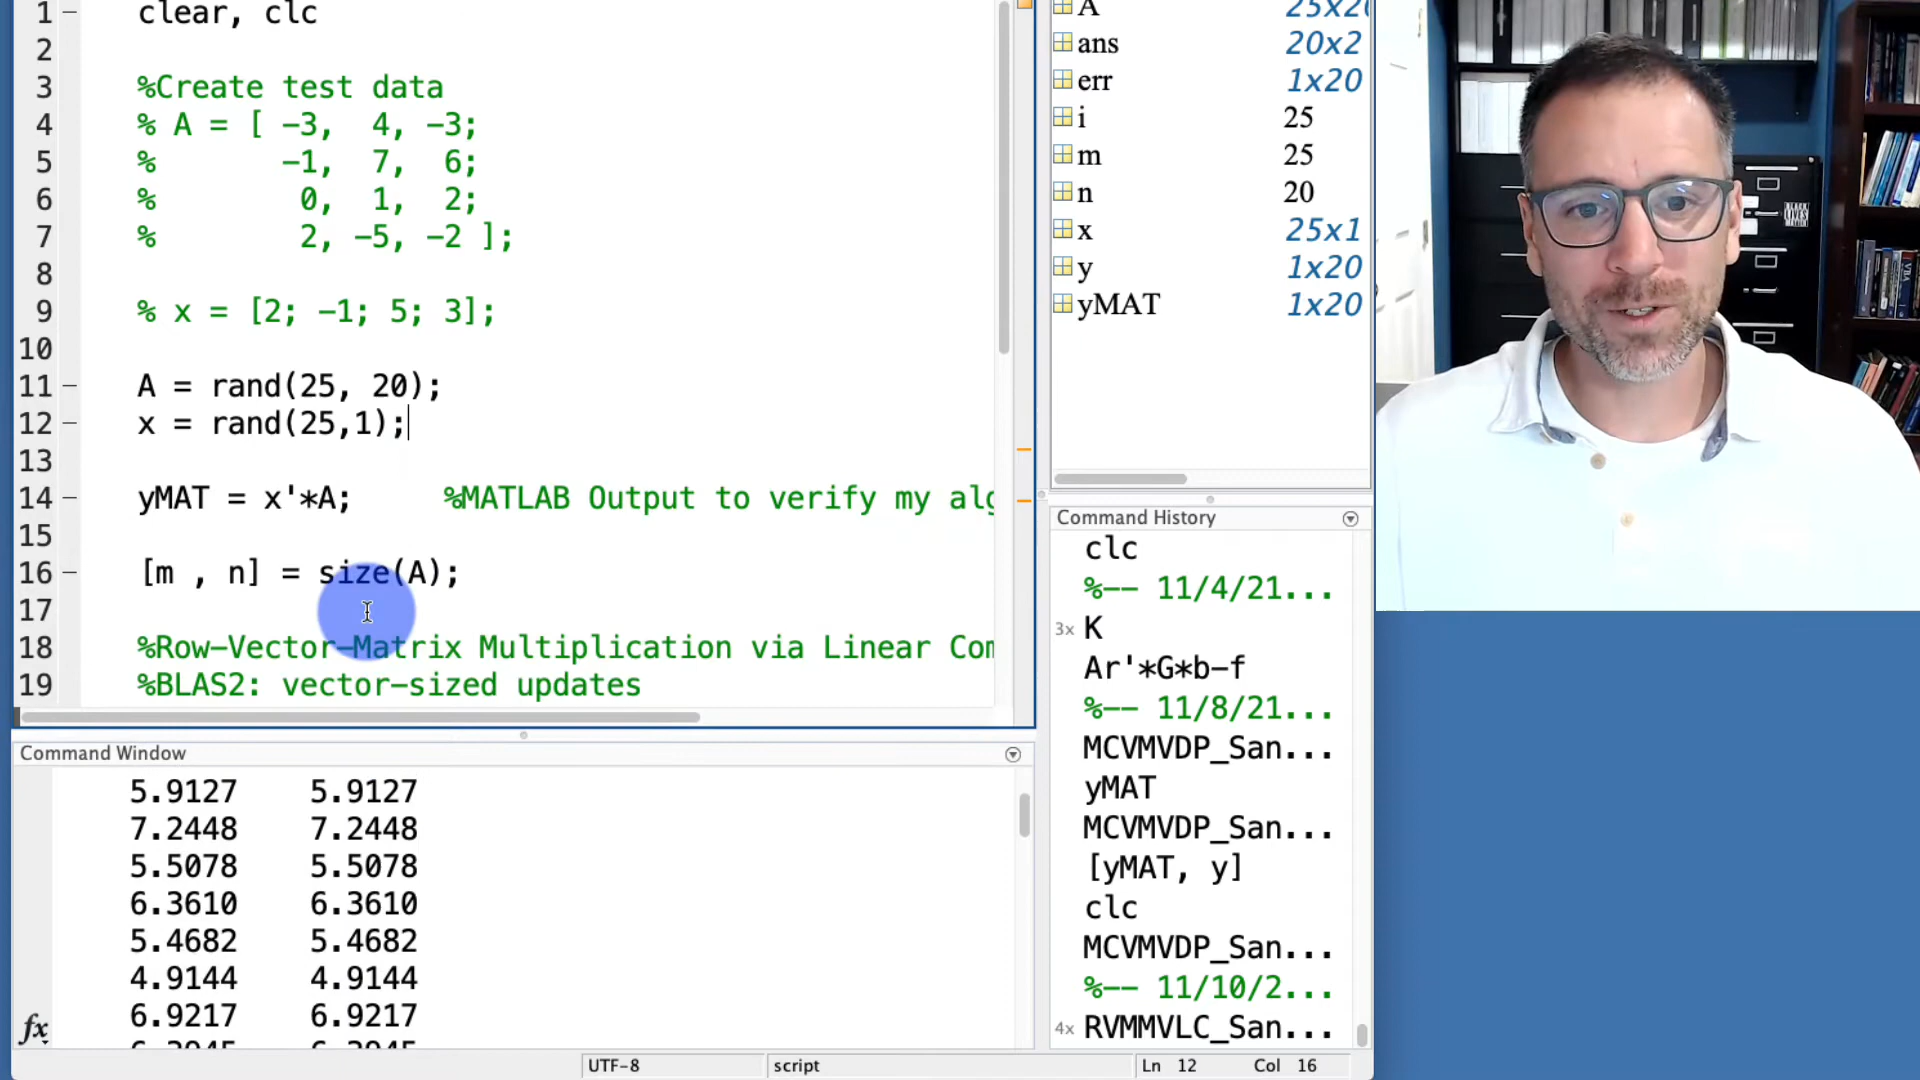 1 clear, clc
2
3 %Create test data
4 % A = [ -3, 4, -3;
5 % -1, 7, 6;
6 % 0, 1, 2;
7 % 2, -5, -2 ];
8
9 % x = [2; -1; 5; 3];
10
11 – A = rand(25, 20);
12 – x = rand(25,1);
13
14 – yMAT = x'*A; %MATLAB Output to verify my alg
15
16 – [m , n] = size(A);
17
18 %Row-Vector-Matrix Multiplication via Linear Com
19 %BLAS2: vector-sized updates
Command Window
5.9127 5.9127
7.2448 7.2448
5.5078 5.5078
6.3610 6.3610
5.4682 5.4682
4.9144 4.9144
6.9217 6.9217
fx
UTF-8 script Ln 12 Col 16
A 25x20
ans 20x2
err 1x20
i 25
m 25
n 20
x 25x1
y 1x20
yMAT 1x20
Command History
clc
%-- 11/4/21...
3x K
Ar'*G*b-f
%-- 11/8/21...
MCVMVDP_San...
yMAT
MCVMVDP_San...
[yMAT, y]
clc
MCVMVDP_San...
%-- 11/10/2...
4x RVMMVLC_San...
VBA